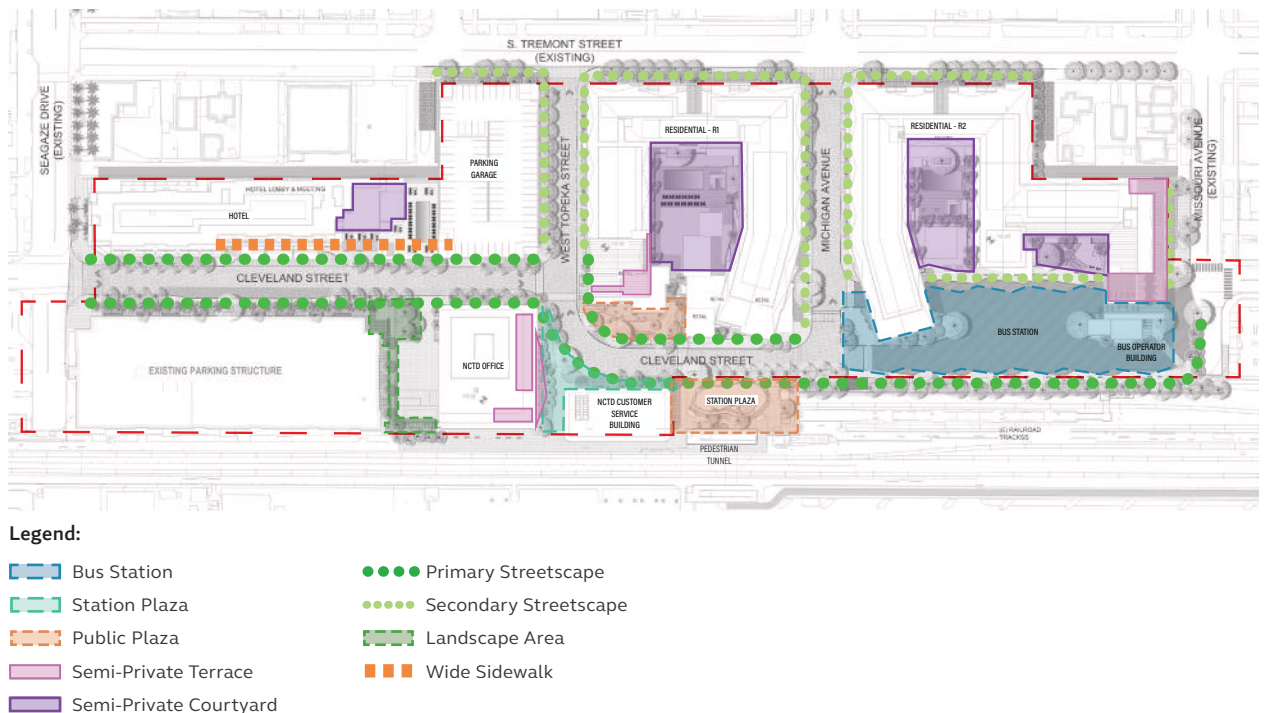 S. TREMONT STREET
(EXISTING)
SEAGAZE DRIVE
(EXISTING)
MISSOURI AVENUE
(EXISTING)
RESIDENTIAL - R1
RESIDENTIAL - R2
PARKING
GARAGE
WEST TOPEKA STREET
MICHIGAN AVENUE
HOTEL LOBBY & MEETING
HOTEL
CLEVELAND STREET
RETAIL
RETAIL
RETAIL
BUS STATION
BUS OPERATOR
BUILDING
CLEVELAND STREET
NCTD OFFICE
EXISTING PARKING STRUCTURE
NCTD CUSTOMER
SERVICE
BUILDING
STATION PLAZA
PEDESTRIAN
TUNNEL
(E) RAILROAD
TRACKSS
Legend:
Bus Station
Station Plaza
Public Plaza
Semi-Private Terrace
Semi-Private Courtyard
Primary Streetscape
Secondary Streetscape
Landscape Area
Wide Sidewalk